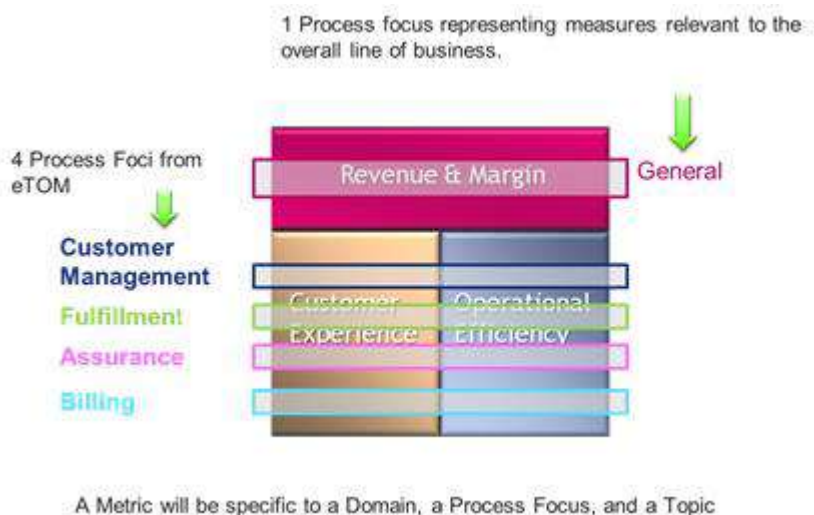 1 Process focus representing measures relevant to the
overall line of business.
4 Process Foci from
eTOM
Revenue & Margin
General
Customer
Management
Fulfillment
Assurance
Billing
Customer
Experience
Operational
Efficiency
A Metric will be specific to a Domain, a Process Focus, and a Topic